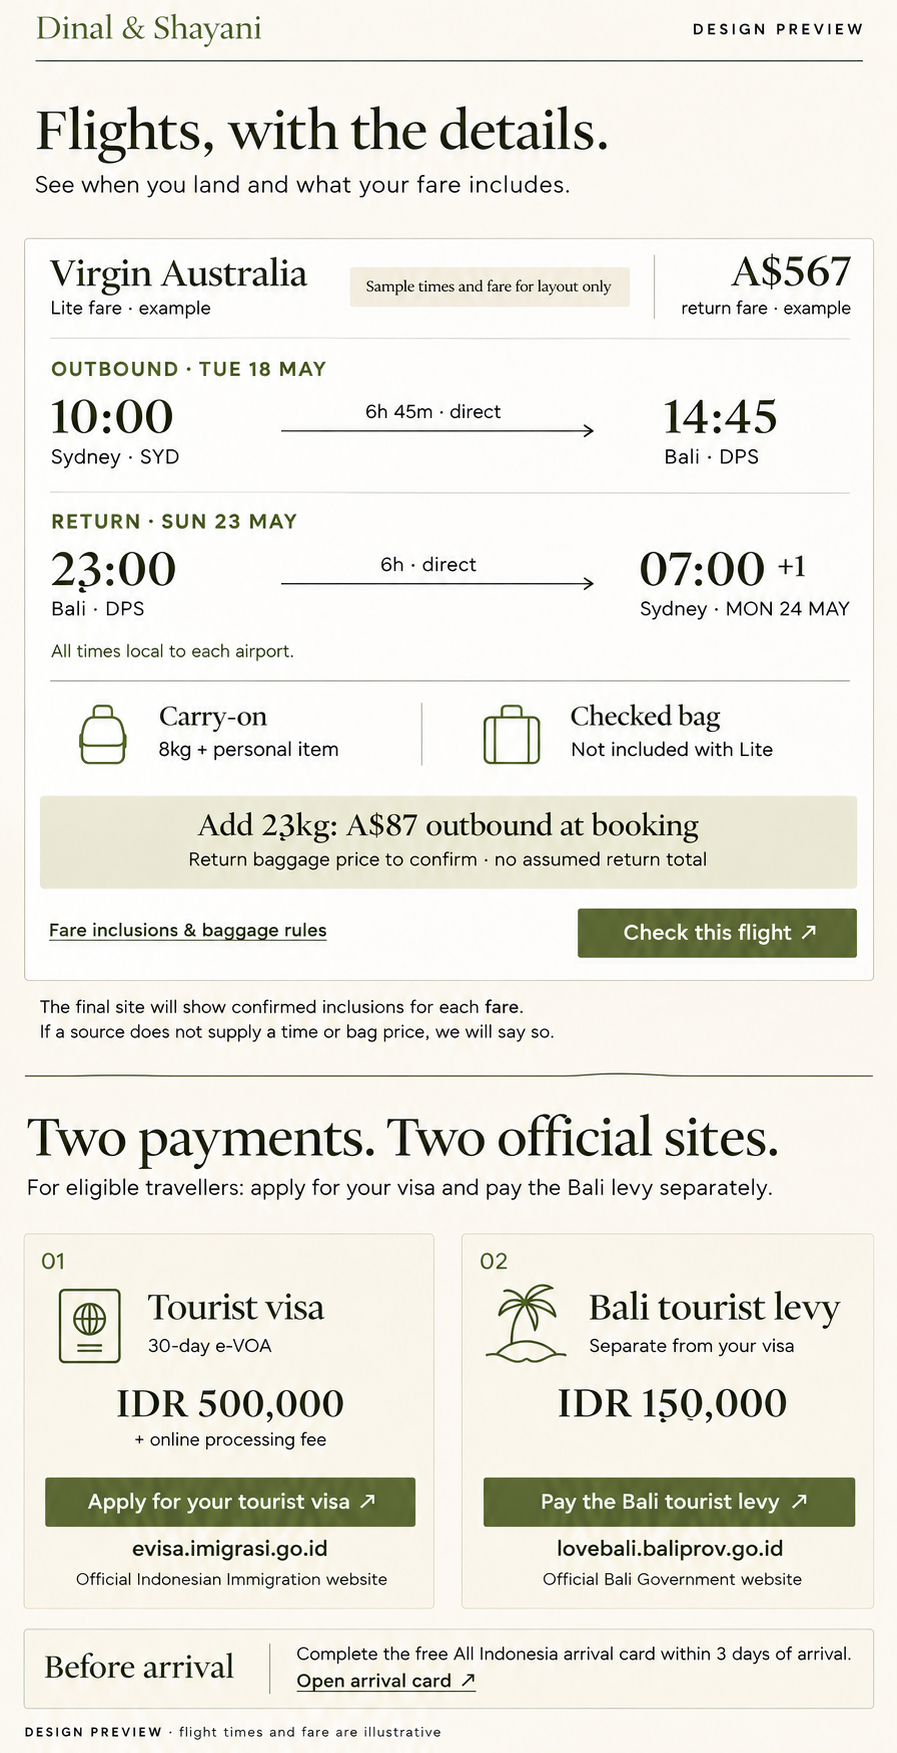 Dinal & Shayani
DESIGN PREVIEW
Flights, with the details.
See when you land and what your fare includes.
Virgin Australia
Lite fare · example
Sample times and fare for layout only
A$567
return fare · example
OUTBOUND · TUE 18 MAY
10:00
Sydney · SYD
6h 45m · direct
14:45
Bali · DPS
RETURN · SUN 23 MAY
23:00
Bali · DPS
6h · direct
07:00 +1
Sydney · MON 24 MAY
All times local to each airport.
Carry-on
8kg + personal item
Checked bag
Not included with Lite
Add 23kg: A$87 outbound at booking
Return baggage price to confirm · no assumed return total
Fare inclusions & baggage rules
Check this flight ↗
The final site will show confirmed inclusions for each fare.
If a source does not supply a time or bag price, we will say so.
Two payments. Two official sites.
For eligible travellers: apply for your visa and pay the Bali levy separately.
01
Tourist visa
30-day e-VOA
IDR 500,000
+ online processing fee
Apply for your tourist visa ↗
evisa.imigrasi.go.id
Official Indonesian Immigration website
02
Bali tourist levy
Separate from your visa
IDR 150,000
Pay the Bali tourist levy ↗
lovebali.baliprov.go.id
Official Bali Government website
Before arrival
Complete the free All Indonesia arrival card within 3 days of arrival.
Open arrival card ↗
DESIGN PREVIEW · flight times and fare are illustrative